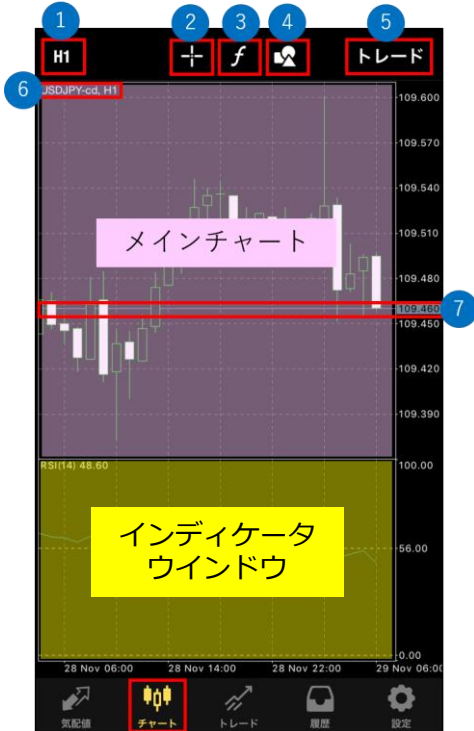 1
2
3
4
5
H1
f
トレード
6
USDJPY-cd, H1
109.600
109.570
109.540
109.510
メインチャート
109.480
109.460
7
109.450
109.420
109.390
RSI(14) 48.60
100.00
インディケータ
ウインドウ
56.00
0.00
28 Nov 06:00
28 Nov 14:00
28 Nov 22:00
29 Nov 06:00
気配値
チャート
トレード
履歴
設定